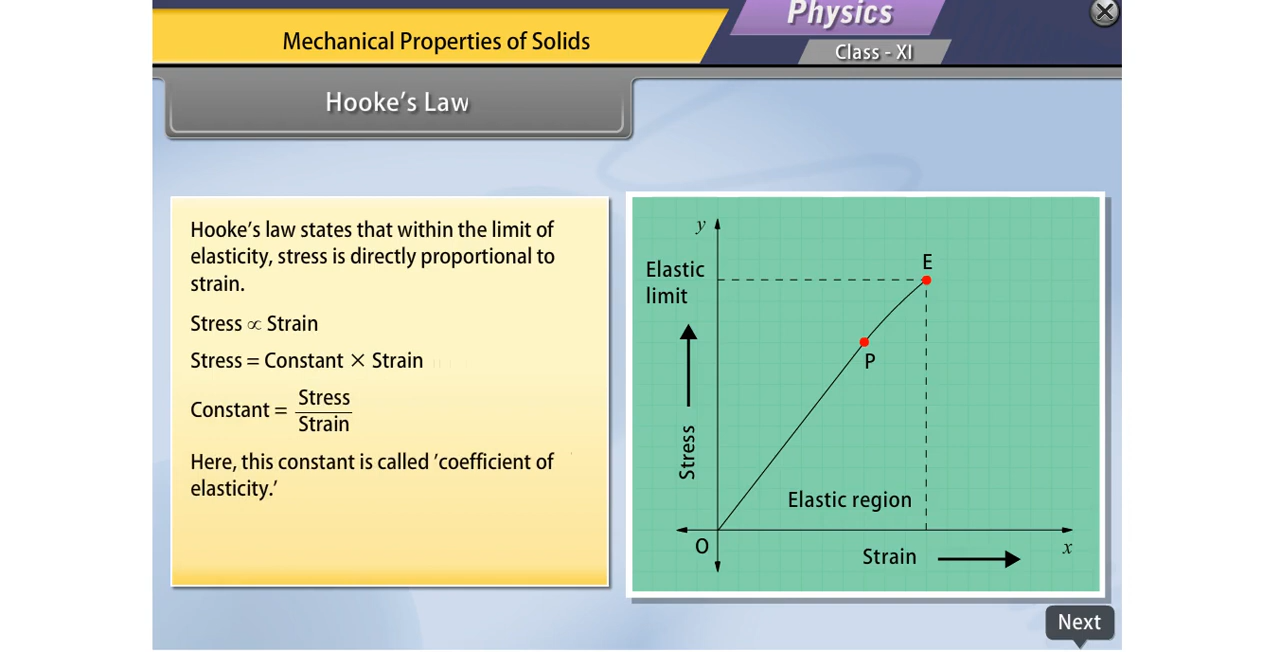 Physics
Mechanical Properties of Solids
Class - XI
Hooke's Law
Hooke's law states that within the limit of
elasticity, stress is directly proportional to
strain.
Stress ∝ Strain
Stress = Constant × Strain
Constant = Stress / Strain
Here, this constant is called 'coefficient of
elasticity.'
y
Elastic
limit
E
P
Stress
Elastic region
O
Strain
x
Next